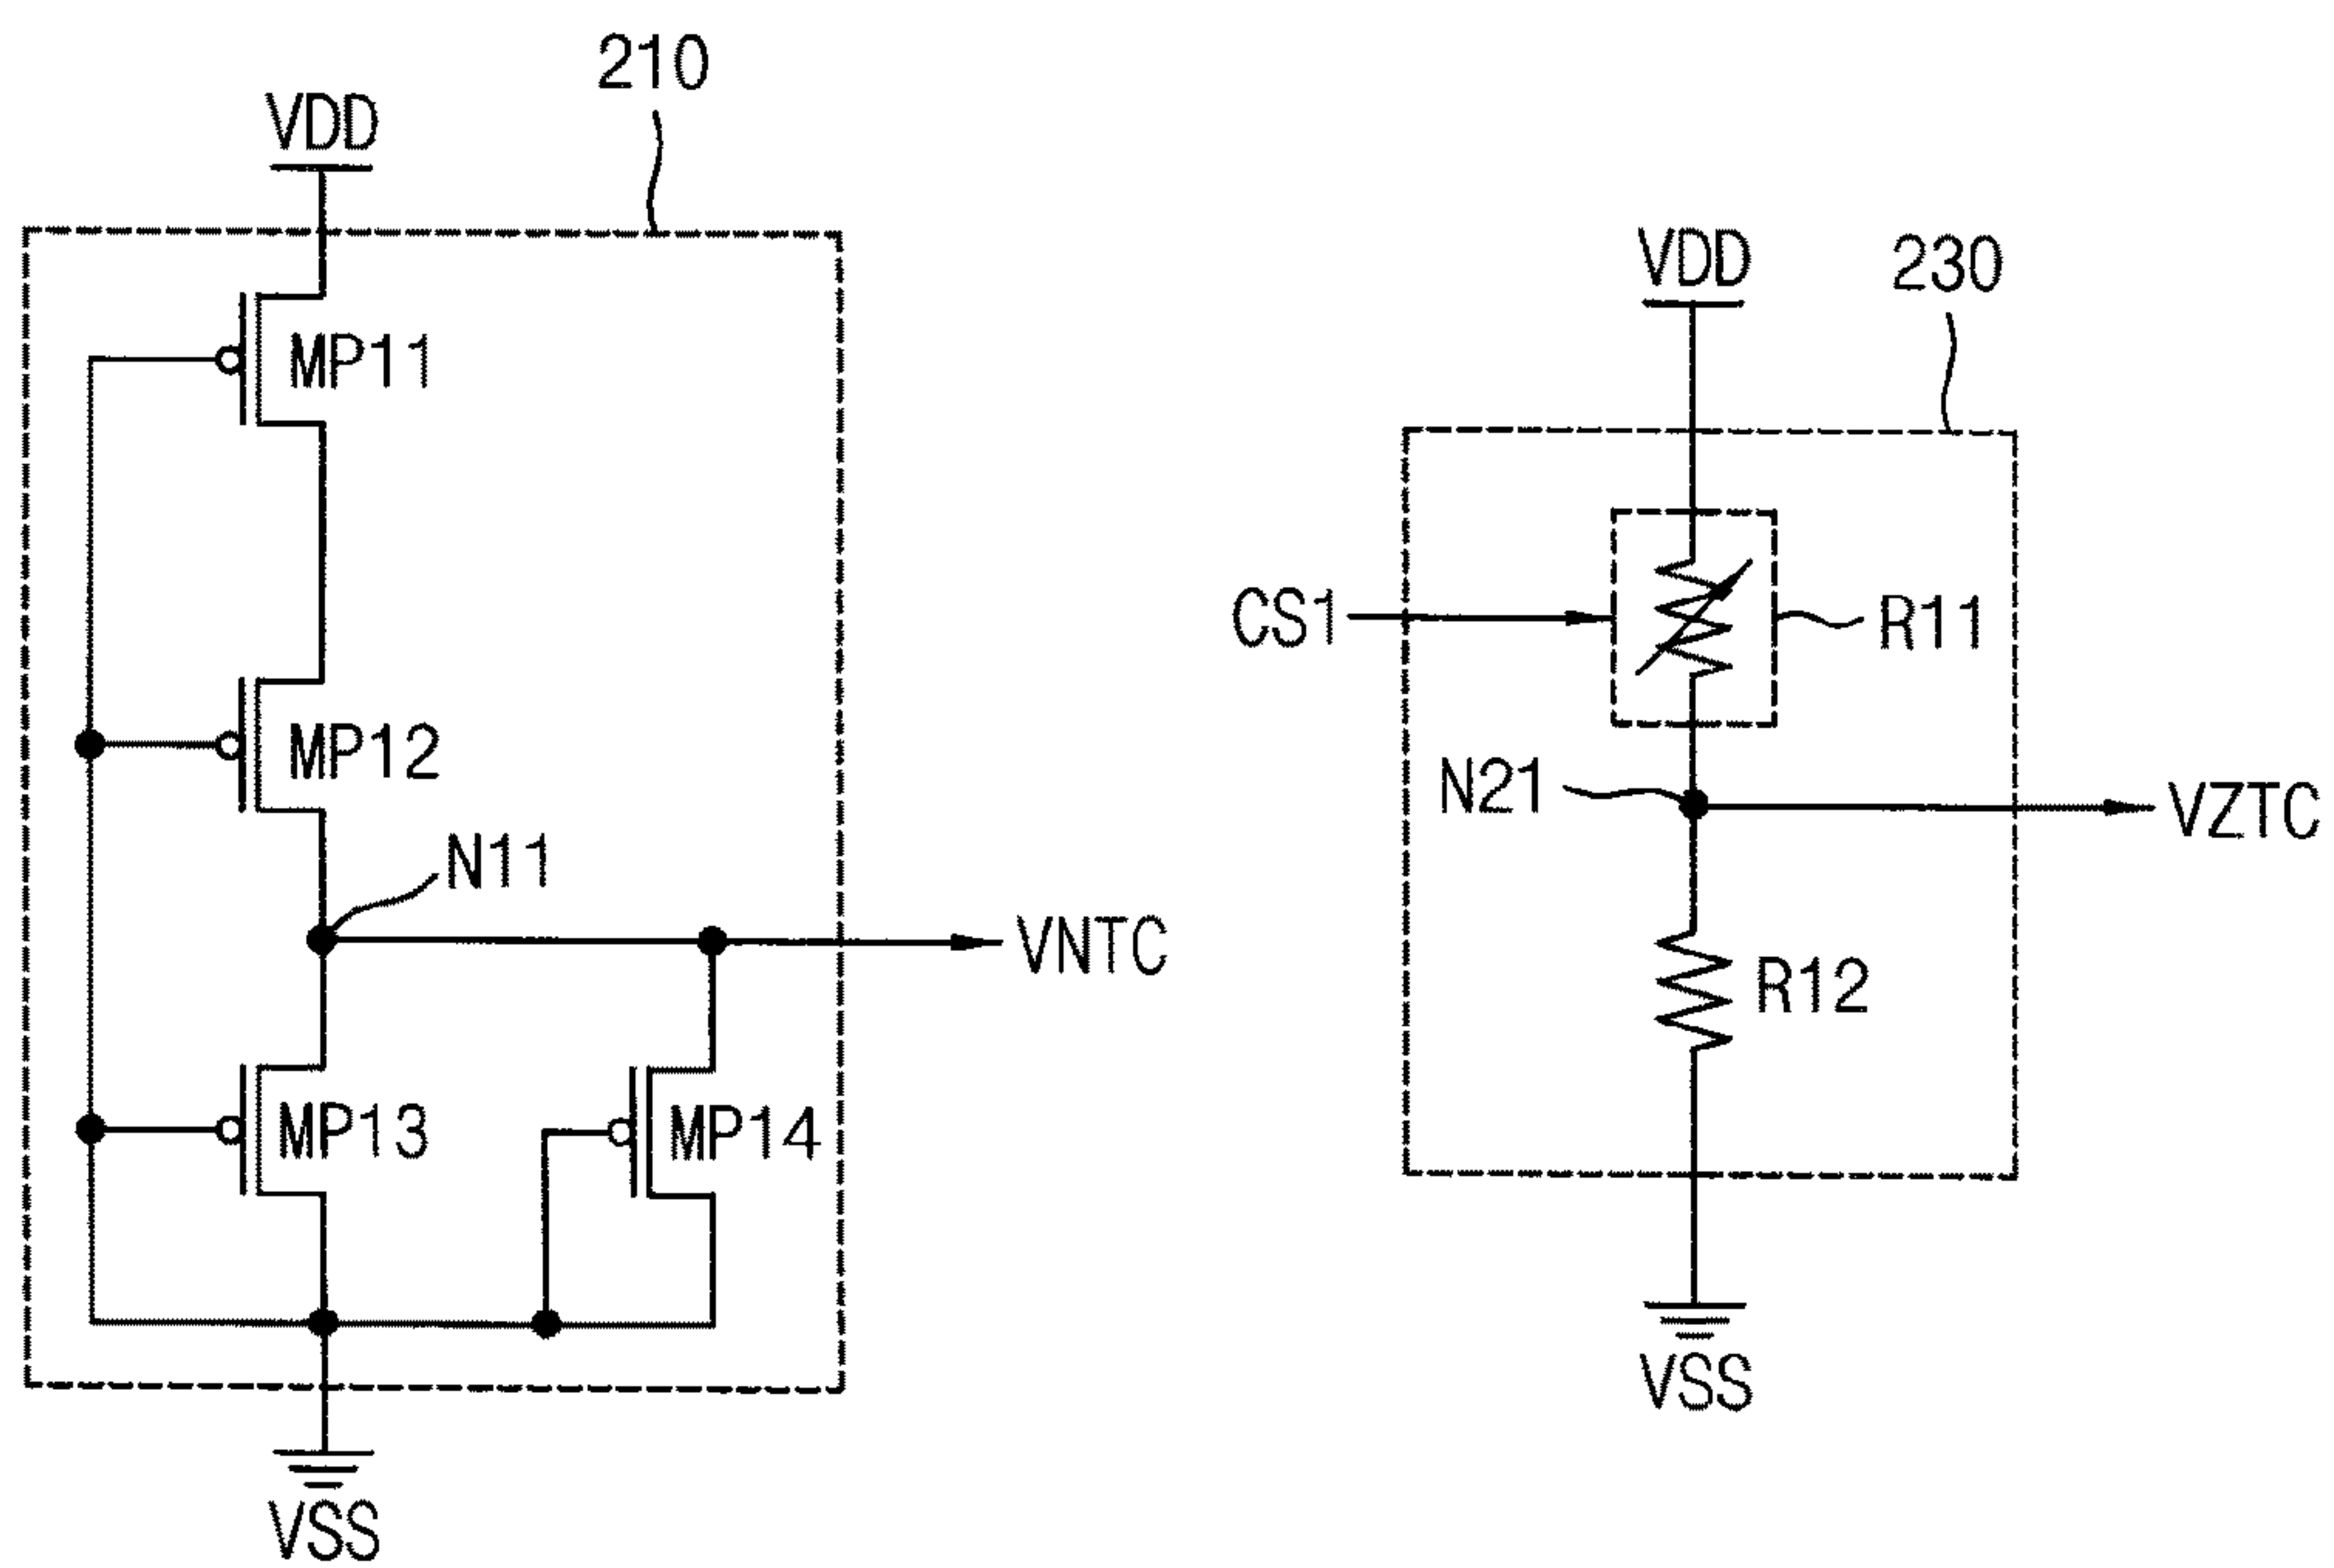 210
VDD
MP11
MP12
N11
VNTC
MP13
MP14
VSS
VDD
230
CS1
R11
N21
VZTC
R12
VSS